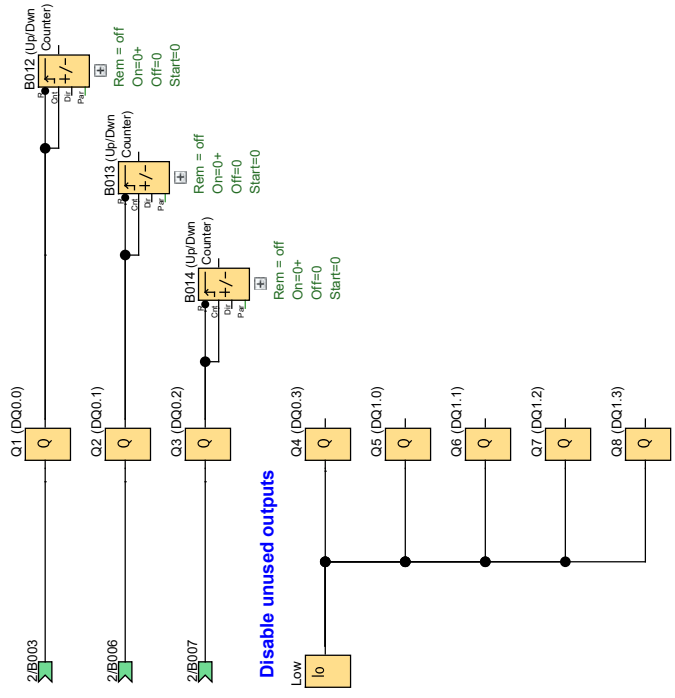 2/B003
Q1 (DQ0.0)
Q
B012 (Up/Dwn
Counter)
R
Cnt
Dir
Par
+/-
+
Rem = off
On=0+
Off=0
Start=0
2/B006
Q2 (DQ0.1)
Q
B013 (Up/Dwn
Counter)
R
Cnt
Dir
Par
+/-
+
Rem = off
On=0+
Off=0
Start=0
2/B007
Q3 (DQ0.2)
Q
B014 (Up/Dwn
Counter)
R
Cnt
Dir
Par
+/-
+
Rem = off
On=0+
Off=0
Start=0
Disable unused outputs
Low
lo
Q4 (DQ0.3)
Q
Q5 (DQ1.0)
Q
Q6 (DQ1.1)
Q
Q7 (DQ1.2)
Q
Q8 (DQ1.3)
Q